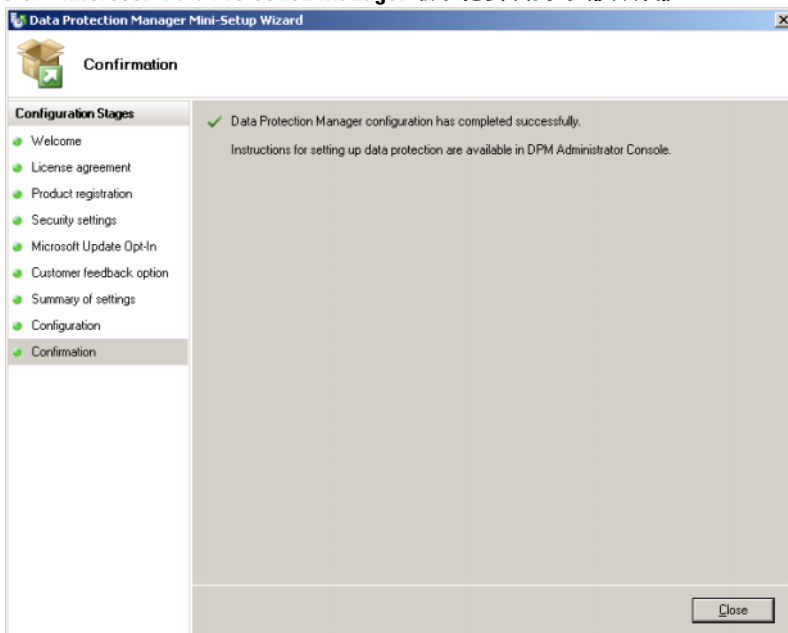 Data Protection Manager Mini-Setup Wizard
Confirmation
Configuration Stages
Welcome
License agreement
Product registration
Security settings
Microsoft Update Opt-In
Customer feedback option
Summary of settings
Configuration
Confirmation
Data Protection Manager configuration has completed successfully.
Instructions for setting up data protection are available in DPM Administrator Console.
Close